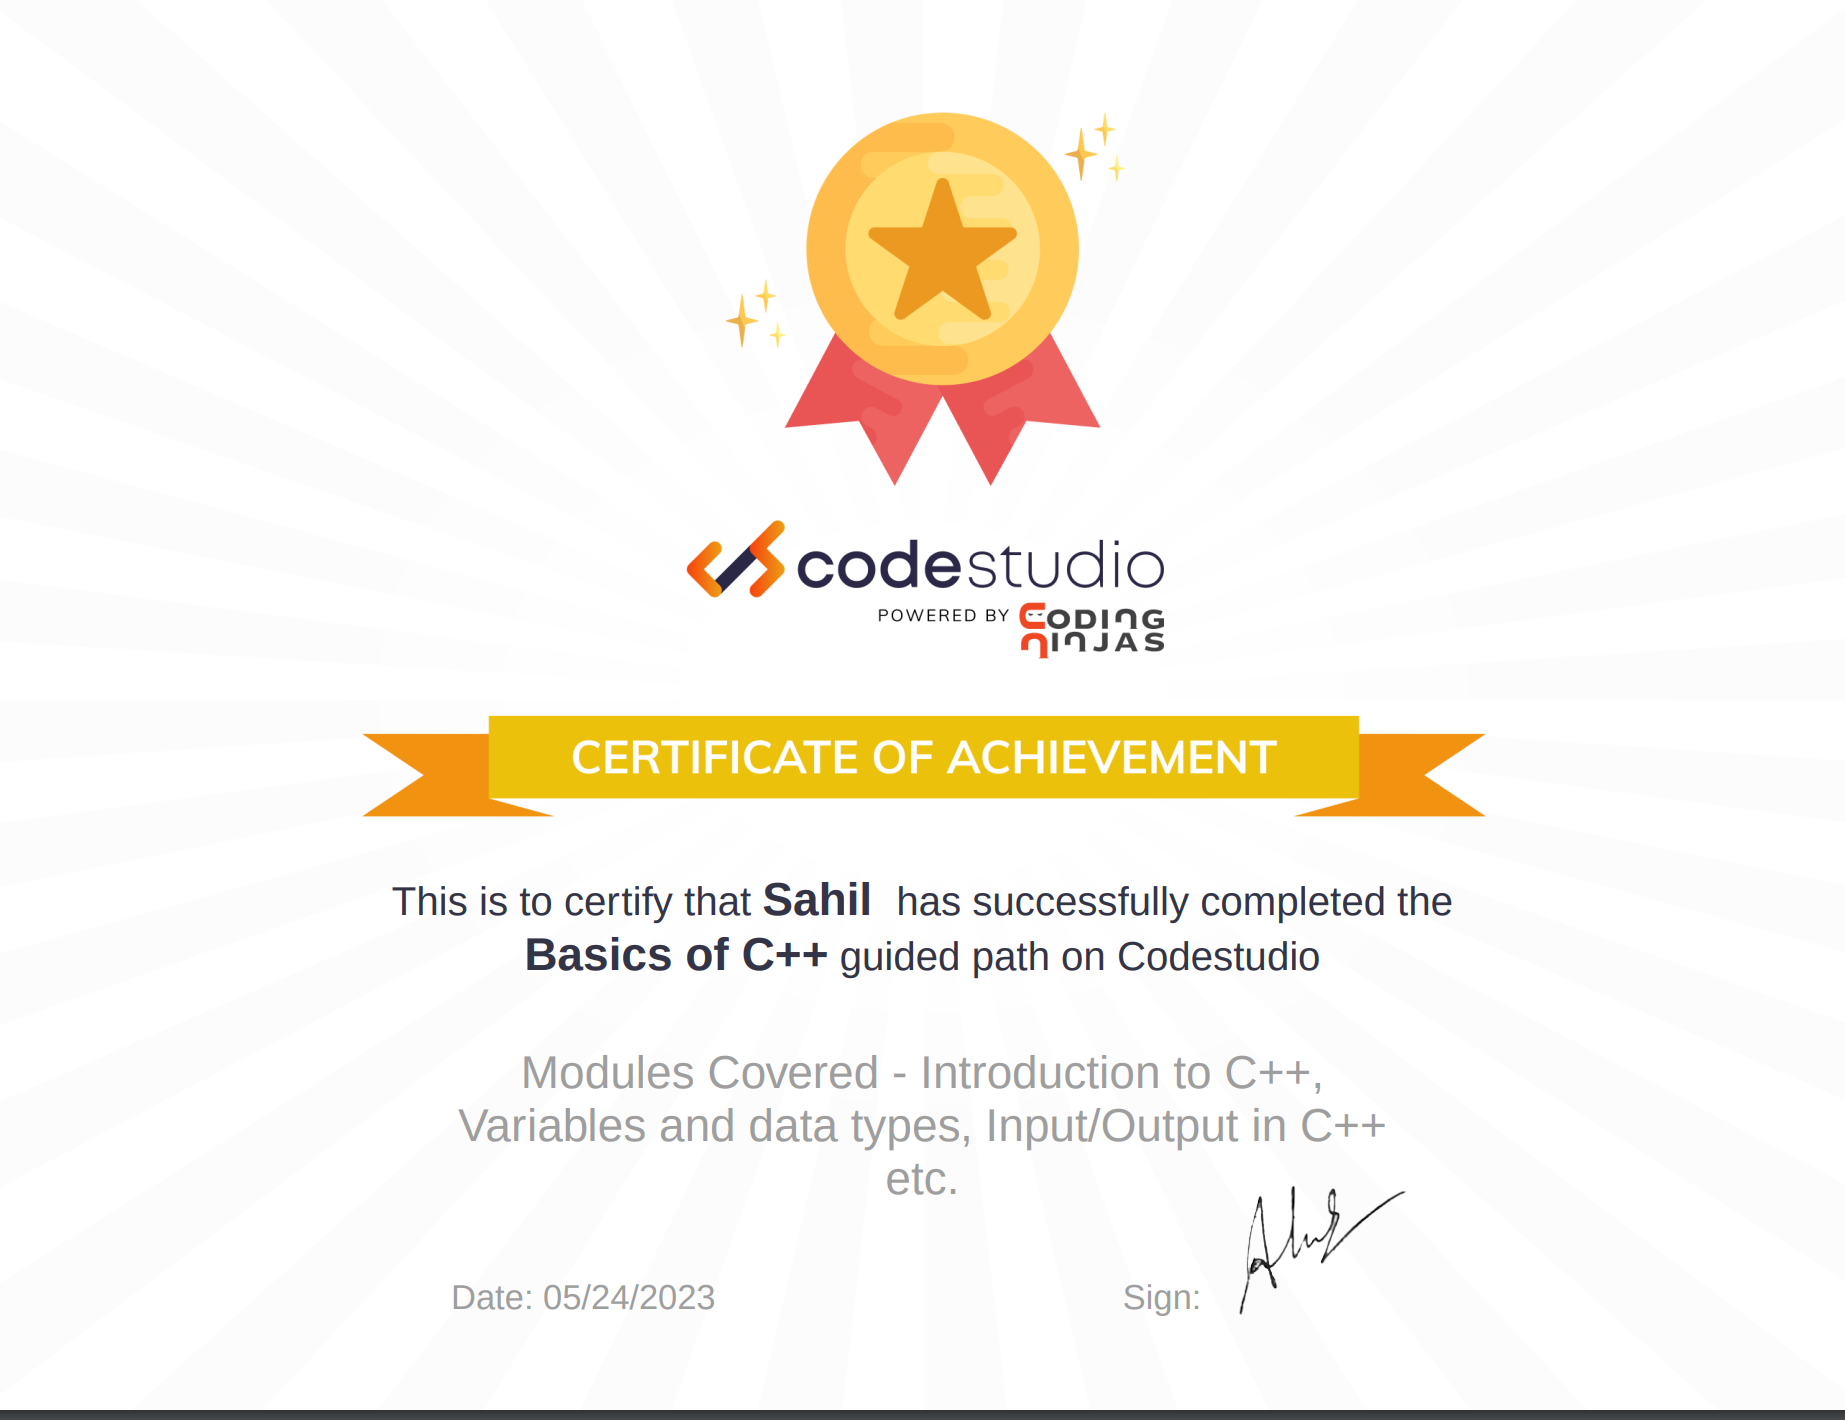 codestudio
POWERED BY CODING
NINJAS
CERTIFICATE OF ACHIEVEMENT
This is to certify that Sahil has successfully completed the
Basics of C++ guided path on Codestudio
Modules Covered - Introduction to C++,
Variables and data types, Input/Output in C++
etc.
Date: 05/24/2023
Sign: